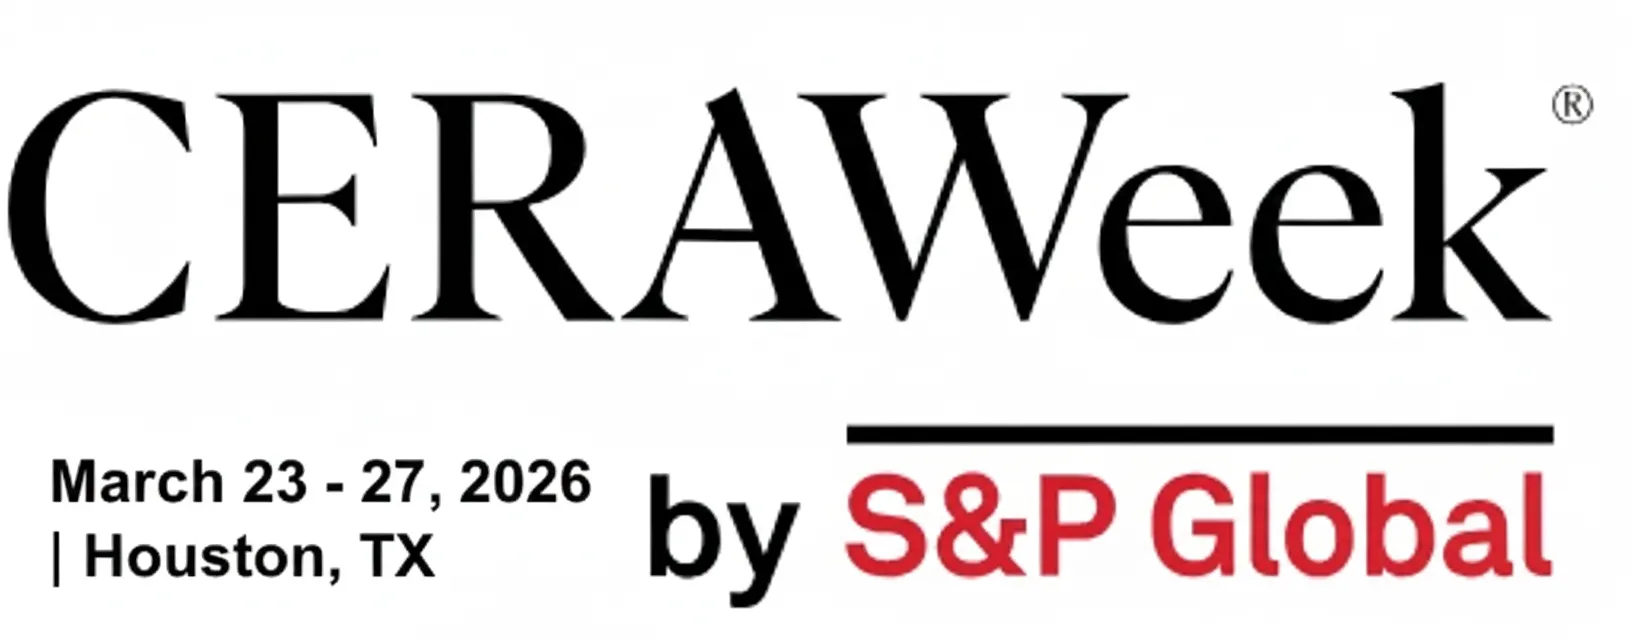 CERAWeek®
March 23 - 27, 2026
| Houston, TX
by S&P Global